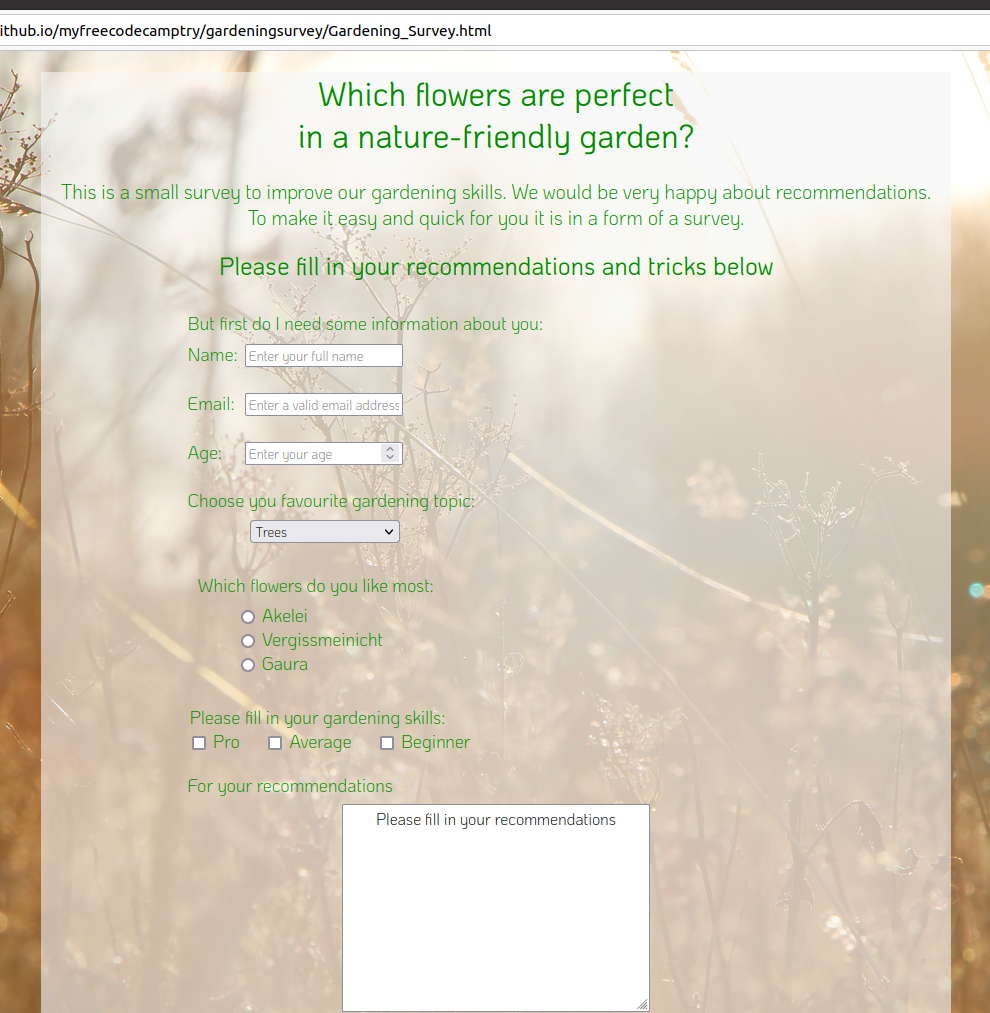 ithub.io/myfreecodecamptry/gardeningsurvey/Gardening_Survey.html
Which flowers are perfect
in a nature-friendly garden?
This is a small survey to improve our gardening skills. We would be very happy about recommendations.
To make it easy and quick for you it is in a form of a survey.
Please fill in your recommendations and tricks below
But first do I need some information about you:
Name: Enter your full name
Email: Enter a valid email address
Age: Enter your age
Choose you favourite gardening topic:
Trees
Which flowers do you like most:
Akelei
Vergissmeinicht
Gaura
Please fill in your gardening skills:
Pro Average Beginner
For your recommendations
Please fill in your recommendations